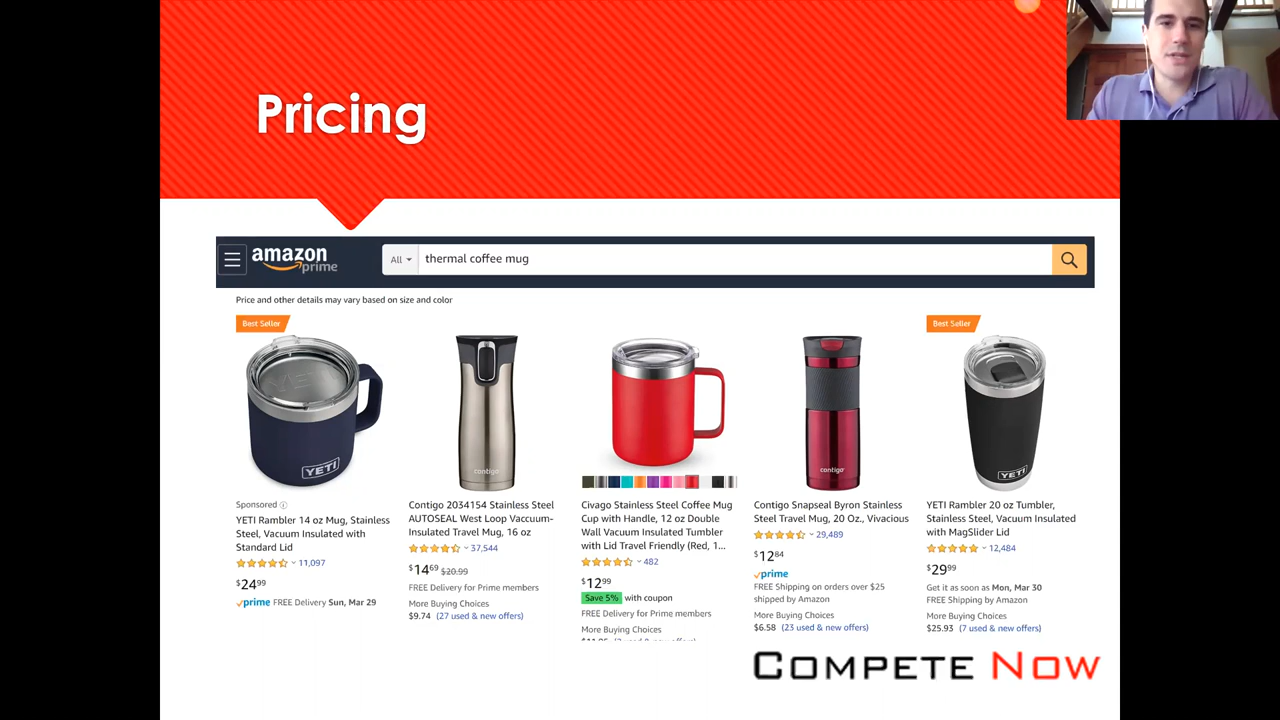 Pricing
amazon
prime
All
thermal coffee mug
Price and other details may vary based on size and color
Best Seller
YETI
Sponsored
YETI Rambler 14 oz Mug, Stainless
Steel, Vacuum Insulated with
Standard Lid
11,097
$24 99
prime FREE Delivery Sun, Mar 29
contigo
Contigo 2034154 Stainless Steel
AUTOSEAL West Loop Vaccuum-
Insulated Travel Mug, 16 oz
37,544
$14 69 $20.99
FREE Delivery for Prime members
More Buying Choices
$9.74 (27 used & new offers)
Civago Stainless Steel Coffee Mug
Cup with Handle, 12 oz Double
Wall Vacuum Insulated Tumbler
with Lid Travel Friendly (Red, 1...
482
$12 99
Save 5% with coupon
FREE Delivery for Prime members
More Buying Choices
contigo
Contigo Snapseal Byron Stainless
Steel Travel Mug, 20 Oz., Vivacious
29,489
$12 84
prime
FREE Shipping on orders over $25
shipped by Amazon
More Buying Choices
$6.58 (23 used & new offers)
Best Seller
YETI
YETI Rambler 20 oz Tumbler,
Stainless Steel, Vacuum Insulated
with MagSlider Lid
12,484
$29 99
Get it as soon as Mon, Mar 30
FREE Shipping by Amazon
More Buying Choices
$25.93 (7 used & new offers)
COMPETE NOW